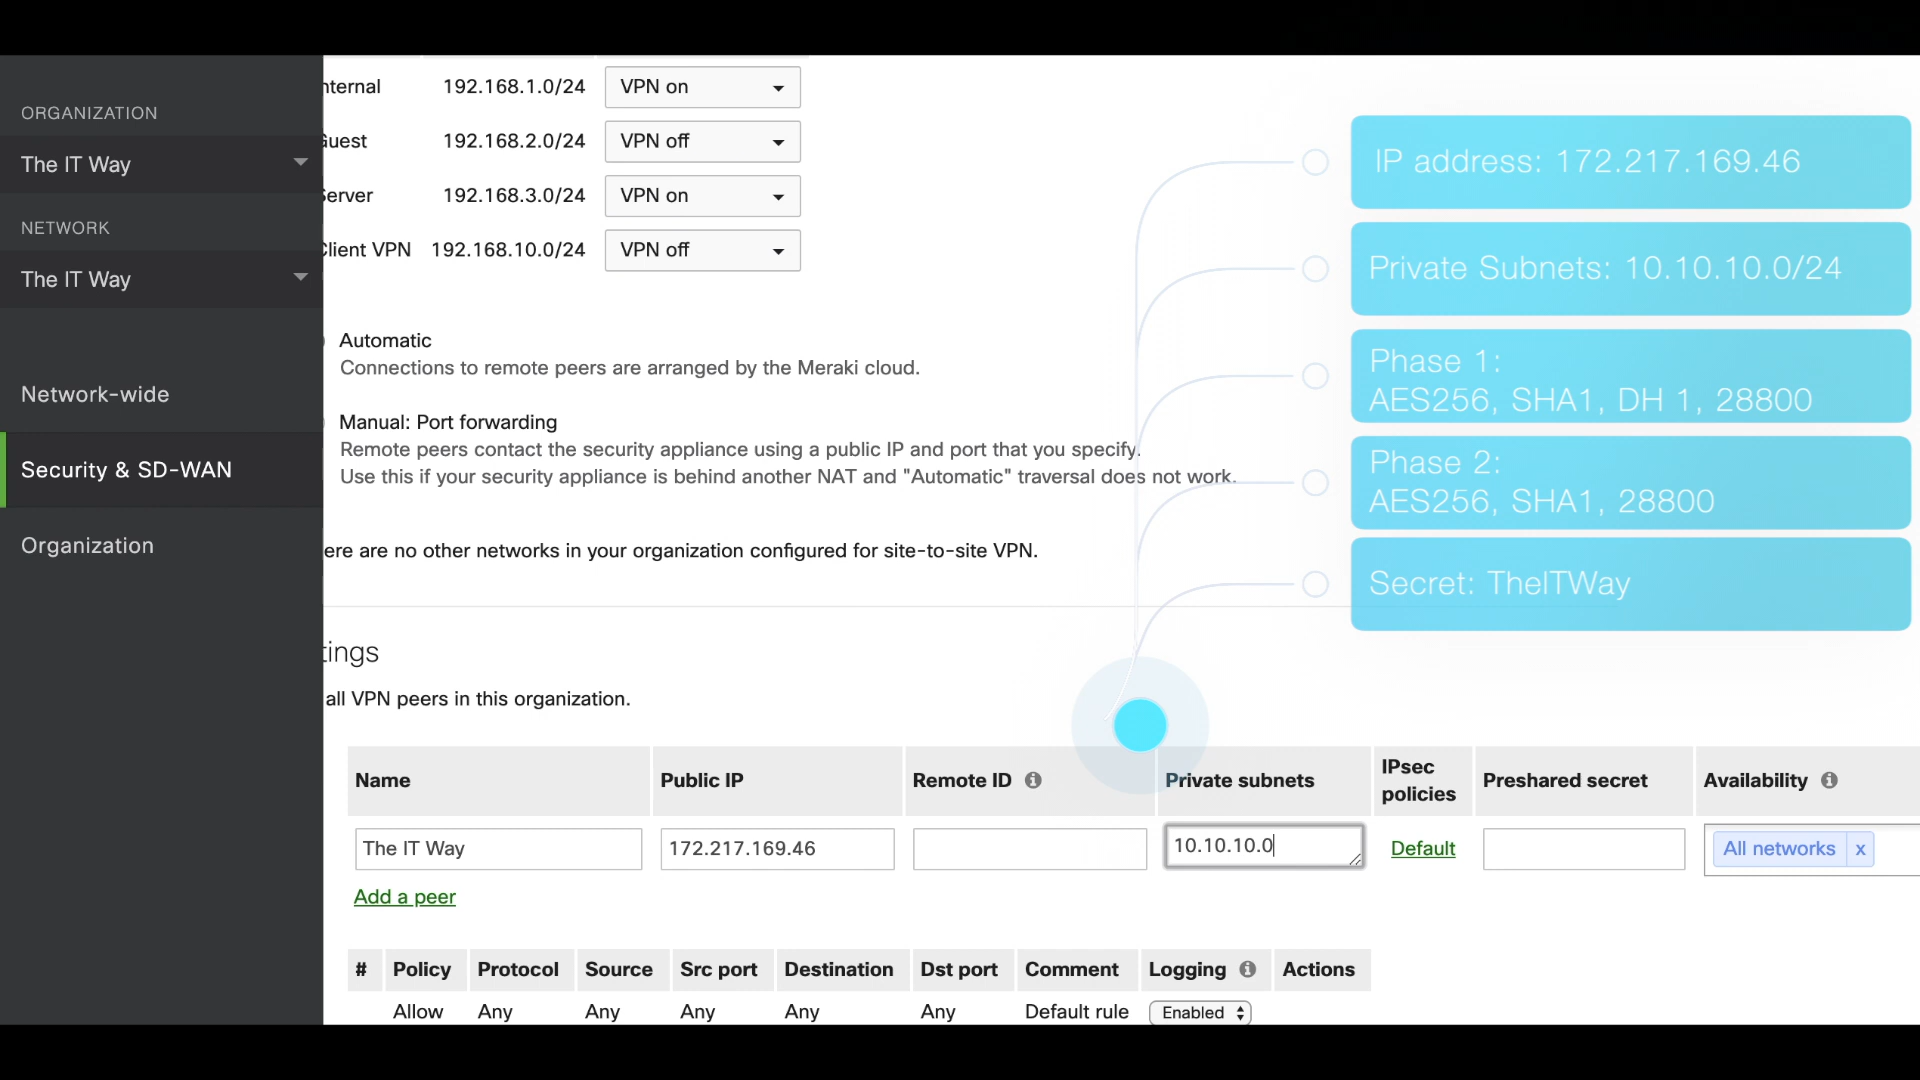 ORGANIZATION
The IT Way
NETWORK
The IT Way
Network-wide
Security & SD-WAN
Organization
nternal 192.168.1.0/24 VPN on
Guest 192.168.2.0/24 VPN off
Server 192.168.3.0/24 VPN on
Client VPN 192.168.10.0/24 VPN off
Automatic
Connections to remote peers are arranged by the Meraki cloud.
Manual: Port forwarding
Remote peers contact the security appliance using a public IP and port that you specify.
Use this if your security appliance is behind another NAT and "Automatic" traversal does not work.
ere are no other networks in your organization configured for site-to-site VPN.
tings
all VPN peers in this organization.
IP address: 172.217.169.46
Private Subnets: 10.10.10.0/24
Phase 1:
AES256, SHA1, DH 1, 28800
Phase 2:
AES256, SHA1, 28800
Secret: TheITWay
Name Public IP Remote ID Private subnets IPsec policies Preshared secret Availability
The IT Way 172.217.169.46 10.10.10.0 Default All networks x
Add a peer
# Policy Protocol Source Src port Destination Dst port Comment Logging Actions
Allow Any Any Any Any Any Default rule Enabled